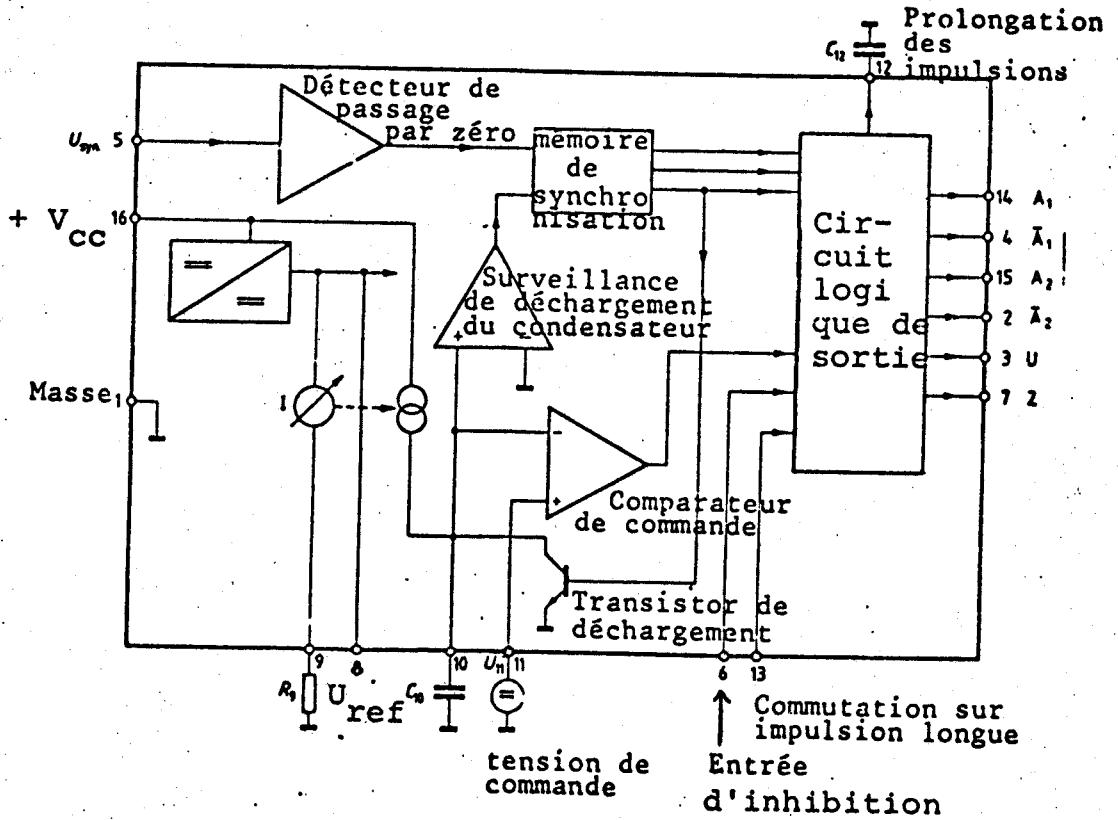 Prolongation
des
impulsions
C12
12
Détecteur de
passage
par zéro
Usyn 5
mémoire
de
synchro
nisation
+ Vcc 16
Surveillance
de déchargement
du condensateur
+
-
Cir-
cuit
logi
que de
sortie
14 A1
4 Ā1
15 A2
2 Ā2
3 U
7 Z
Masse 1
I
-
+
Comparateur
de commande
Transistor de
déchargement
9
8
10
U11 11
6
13
R9
Uref
C10
=
tension de
commande
Commutation sur
impulsion longue
Entrée
d'inhibition